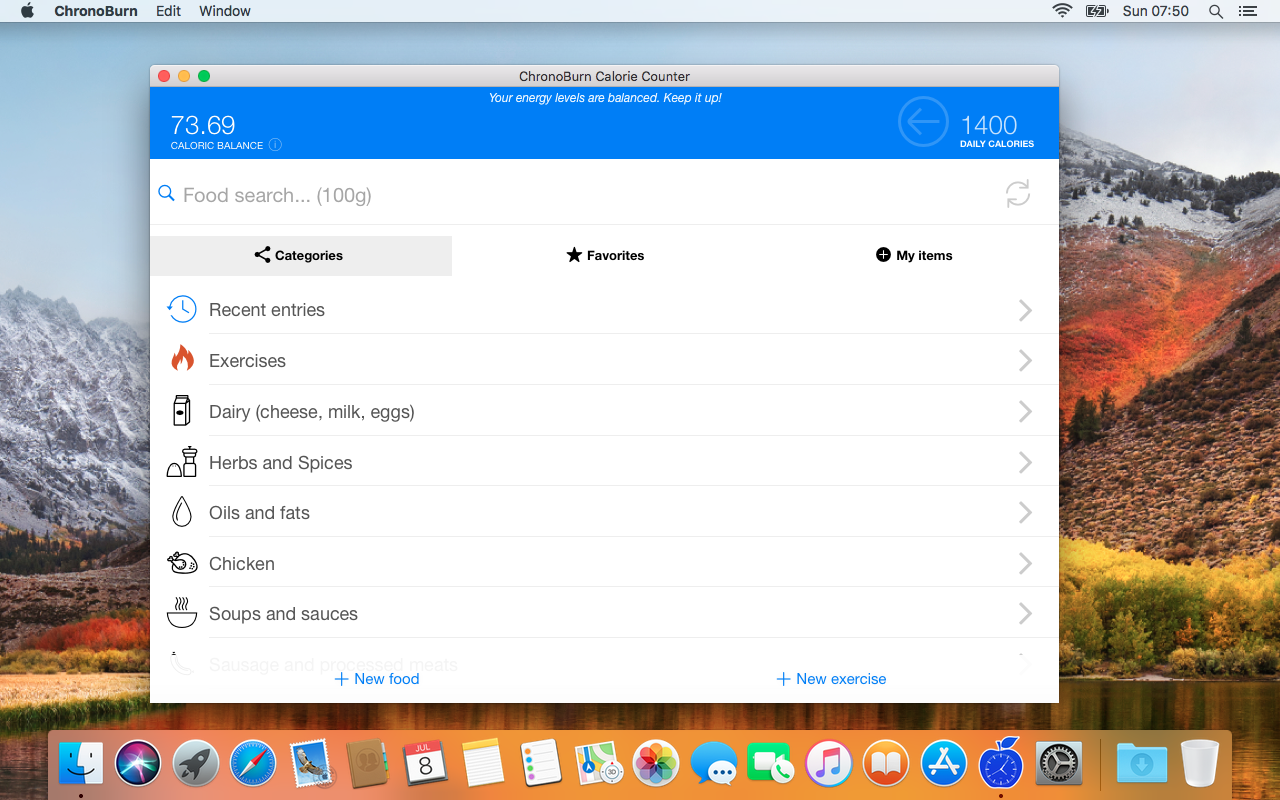 ChronoBurn Edit Window Sun 07:50
ChronoBurn Calorie Counter
Your energy levels are balanced. Keep it up!
73.69
CALORIC BALANCE
1400
DAILY CALORIES
Food search... (100g)
Categories Favorites My items
Recent entries
Exercises
Dairy (cheese, milk, eggs)
Herbs and Spices
Oils and fats
Chicken
Soups and sauces
Sausage and processed meats
+ New food + New exercise
JUL
8
3D